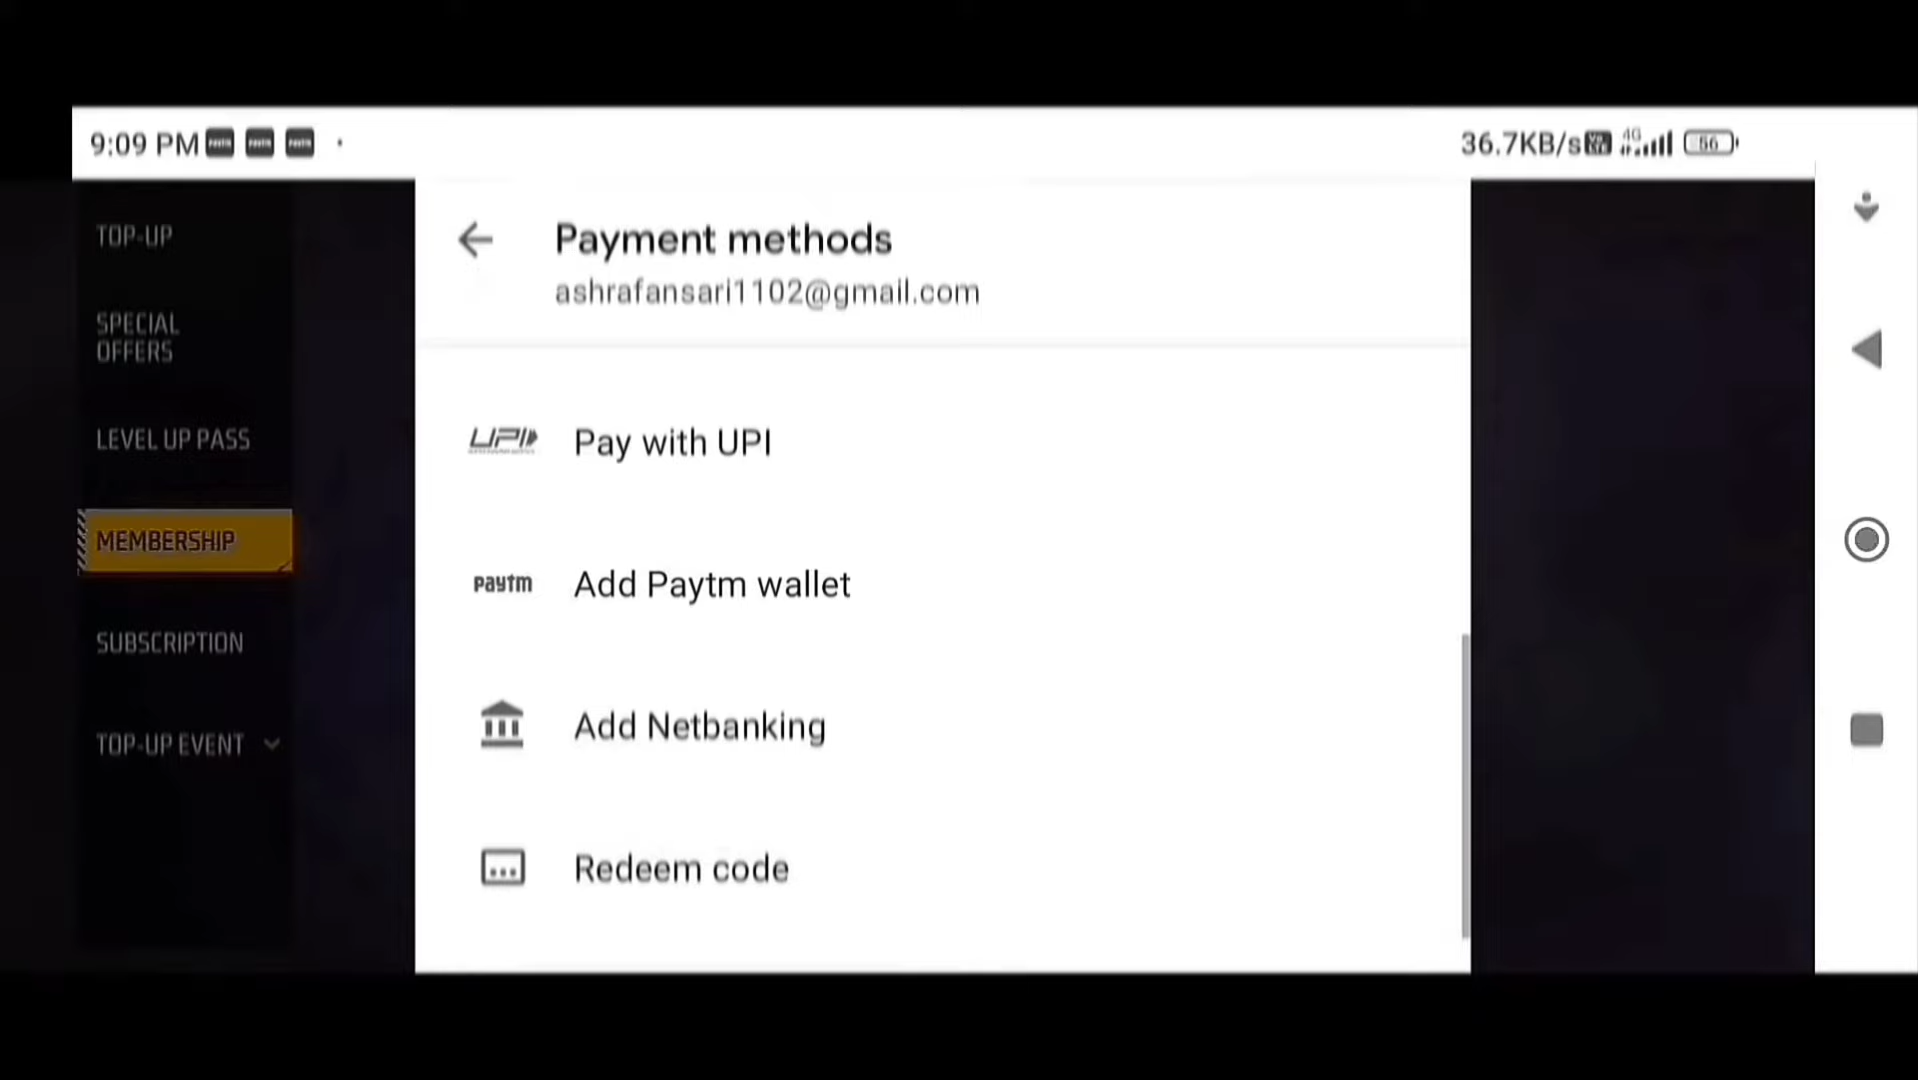 9:09 PM
36.7KB/s
4G
56
TOP-UP
SPECIAL
OFFERS
LEVEL UP PASS
MEMBERSHIP
SUBSCRIPTION
TOP-UP EVENT
Payment methods
ashrafansari1102@gmail.com
UPI
Pay with UPI
paytm
Add Paytm wallet
Add Netbanking
Redeem code